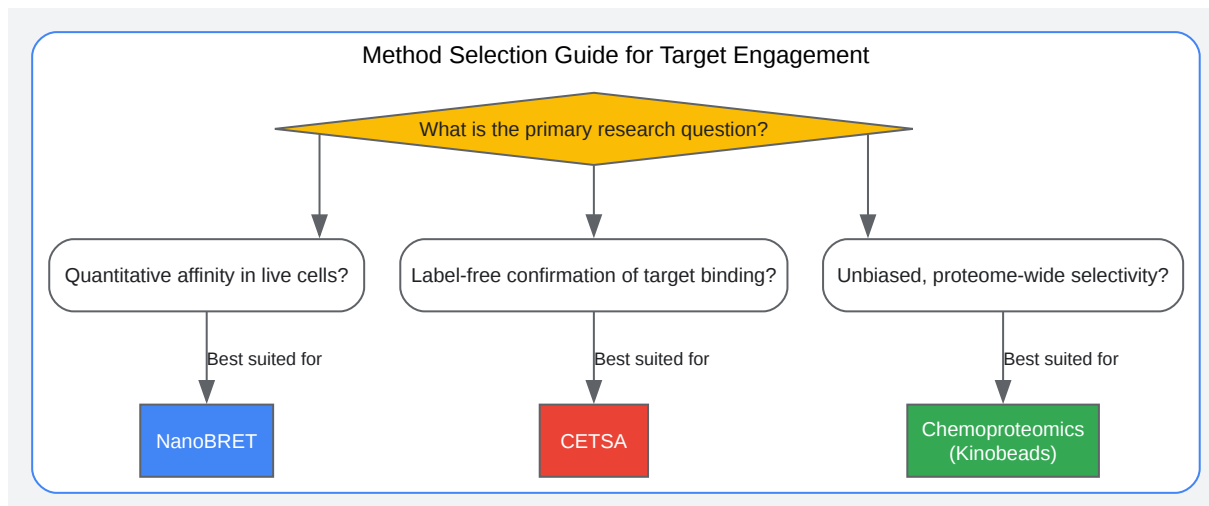 Method Selection Guide for Target Engagement
What is the primary research question?
Quantitative affinity in live cells?
Label-free confirmation of target binding?
Unbiased, proteome-wide selectivity?
Best suited for
Best suited for
Best suited for
NanoBRET
CETSA
Chemoproteomics
(Kinobeads)